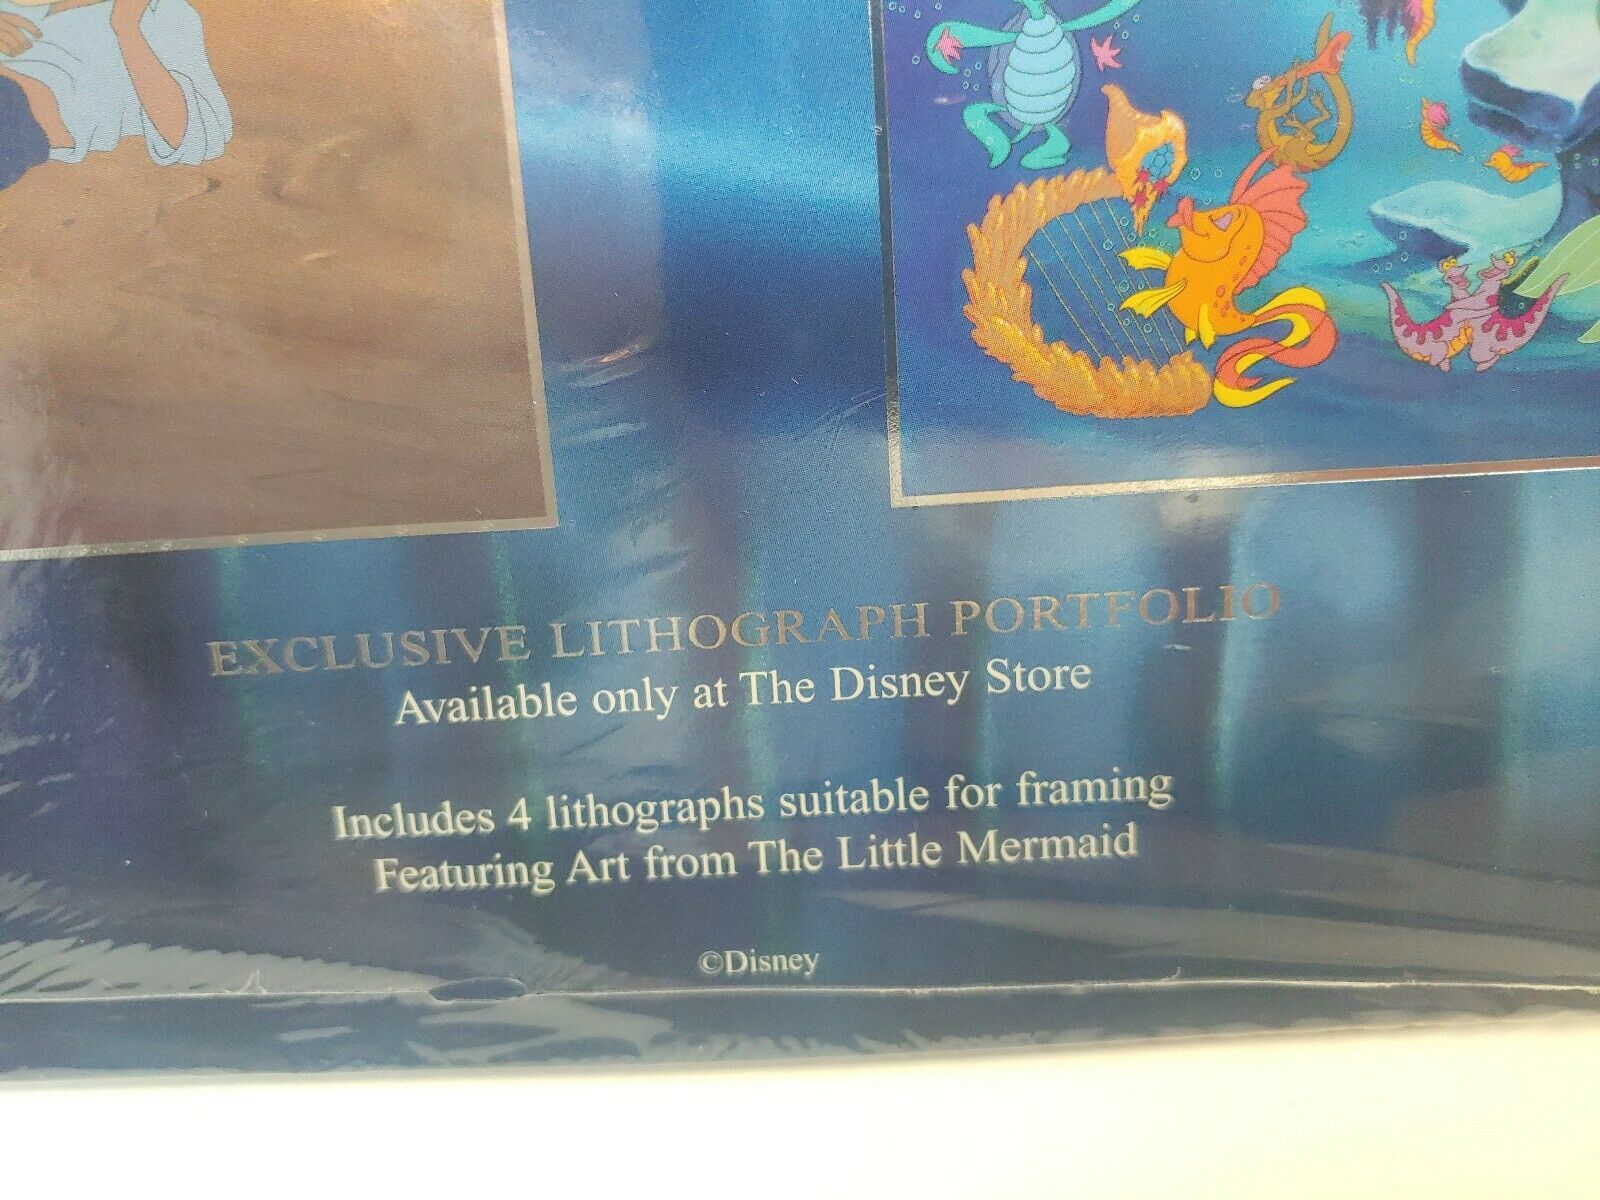 EXCLUSIVE LITHOGRAPH PORTFOLIO
Available only at The Disney Store
Includes 4 lithographs suitable for framing
Featuring Art from The Little Mermaid
©Disney